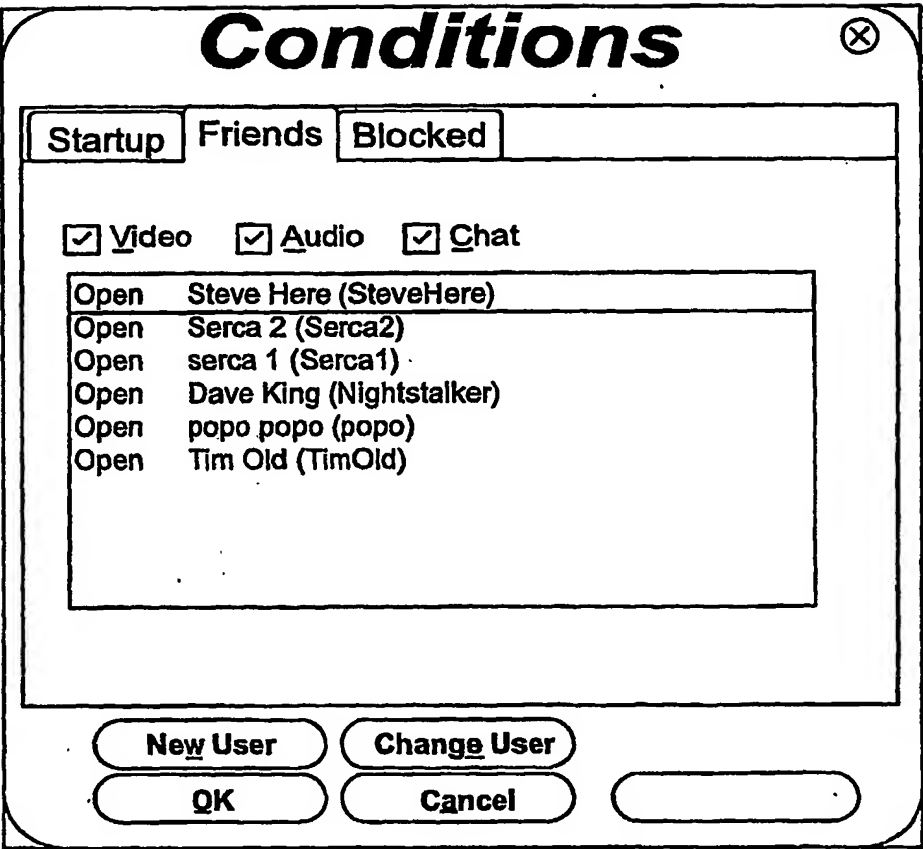 Conditions
Startup Friends Blocked
Video Audio Chat
Open Steve Here (SteveHere)
Open Serca 2 (Serca2)
Open serca 1 (Serca1)
Open Dave King (Nightstalker)
Open popo popo (popo)
Open Tim Old (TimOld)
New User Change User
OK Cancel